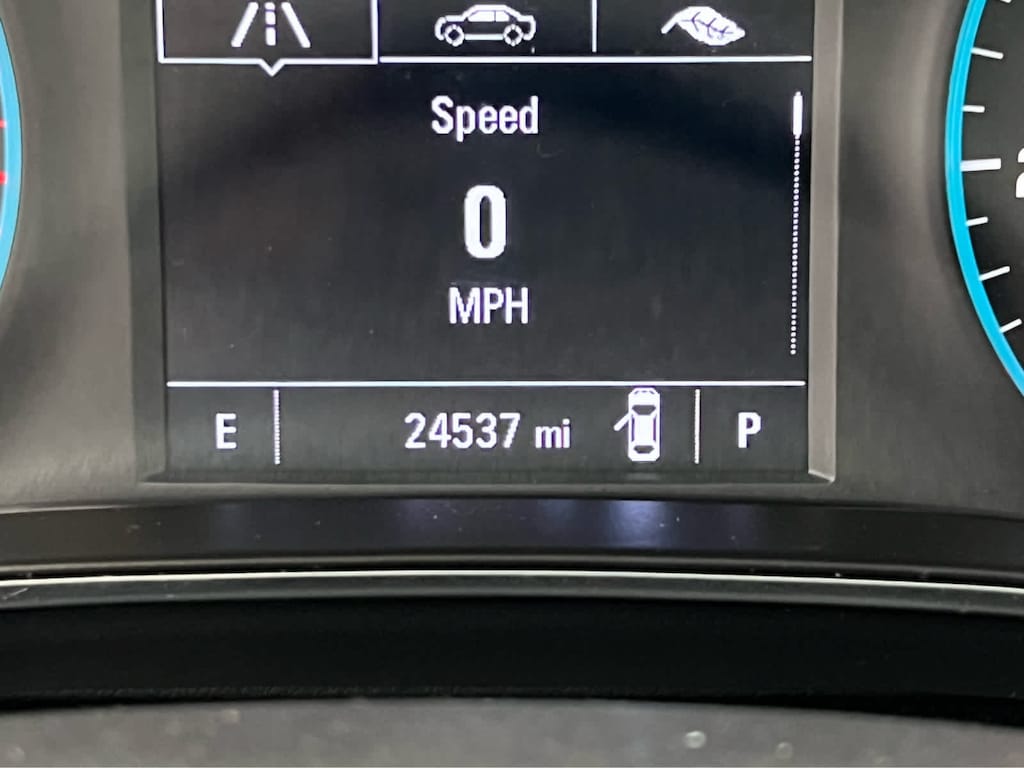 Speed
0
MPH
E 24537 mi P